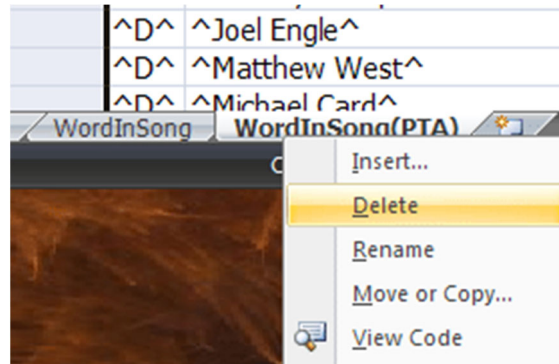 ^D^ ^Joel Engle^
^D^ ^Matthew West^
^D^ ^Michael Card^
WordInSong WordInSong(PTA)
Insert...
Delete
Rename
Move or Copy...
View Code